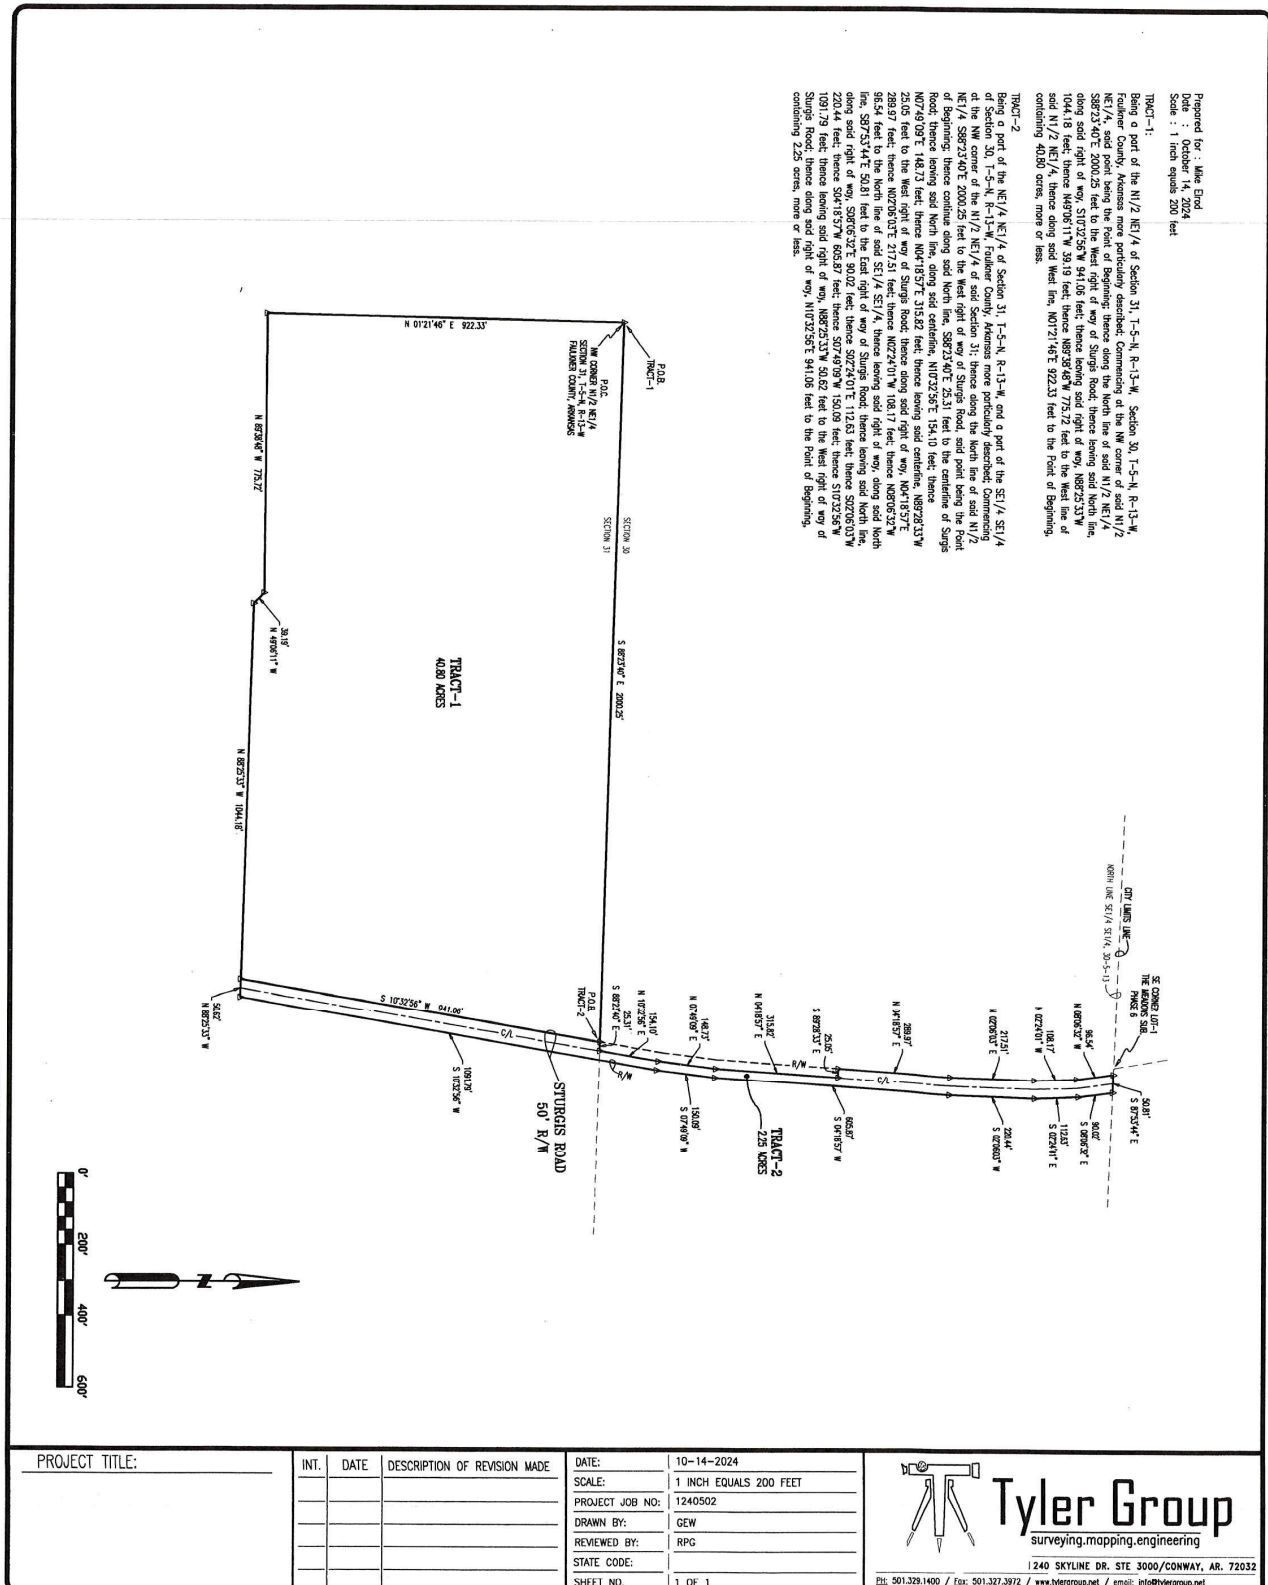 Prepared for : Mike Elrod
Date : October 14, 2024
Scale : 1 inch equals 200 feet
TRACT-1:
Being a part of the N1/2 NE1/4 of Section 31, T-5-N, R-13-W, Section 30, T-5-N, R-13-W,
Faulkner County, Arkansas more particularly described; Commencing at the NW corner of said N1/2
NE1/4, said point being the Point of Beginning; thence along the North line of said N1/2 NE1/4
S88°23'40"E 2000.25 feet to the West right of way of Sturgis Road; thence leaving said North line,
along said right of way, S10°32'56"W 941.06 feet; thence leaving said right of way, N88°25'33"W
1044.18 feet; thence N49°06'11"W 39.19 feet; thence N89°38'48"W 775.72 feet to the West line of
said N1/2 NE1/4, thence along said West line, N01°21'46"E 922.33 feet to the Point of Beginning,
containing 40.80 acres, more or less.
TRACT-2
Being a part of the NE1/4 NE1/4 of Section 31, T-5-N, R-13-W, and a part of the SE1/4 SE1/4
of Section 30, T-5-N, R-13-W, Faulkner County, Arkansas more particularly described; Commencing
at the NW corner of the N1/2 NE1/4 of said Section 31; thence along the North line of said N1/2
NE1/4 S88°23'40"E 2000.25 feet to the West right of way of Sturgis Road, said point being the Point
of Beginning; thence continue along said North line, S88°23'40"E 25.31 feet to the centerline of Surgis
Road; thence leaving said North line, along said centerline, N10°32'56"E 154.10 feet; thence
N07°49'09"E 148.73 feet; thence N04°18'57"E 315.82 feet; thence leaving said centerline, N89°28'33"W
25.05 feet to the West right of way of Sturgis Road; thence along said right of way, N04°18'57"E
289.97 feet; thence N02°06'03"E 217.51 feet; thence N02°24'01"W 108.17 feet; thence N08°06'32"W
96.54 feet to the North line of said SE1/4 SE1/4, thence leaving said right of way, along said North
line, S87°53'44"E 50.81 feet to the East right of way of Sturgis Road; thence leaving said North line,
along said right of way, S08°06'32"E 90.02 feet; thence S02°24'01"E 112.63 feet; thence S02°06'03"W
220.44 feet; thence S04°18'57"W 605.87 feet; thence S07°49'09"W 150.09 feet; thence S10°32'56"W
1091.79 feet; thence leaving said right of way, N88°25'33"W 50.62 feet to the West right of way of
Sturgis Road; thence along said right of way, N10°32'56"E 941.06 feet to the Point of Beginning,
containing 2.25 acres, more or less.
CITY LIMITS LINE
NORTH LINE SE1/4 SE1/4, 30-5-13
SE CORNER LOT-1
THE MEADOWS SUB.
PHASE 6
96.54'
N 08°06'32" W
108.17'
N 02°24'01" W
217.51'
N 02°06'03" E
289.97'
25.05'
S 89°28'33" E
315.82'
N 04°18'57" E
148.73'
N 07°49'09" E
154.10'
25.31'
P.O.B.
TRACT-2
50.81'
S 87°53'44" E
90.02'
S 08°06'32" E
112.63'
S 02°24'01" E
220.44'
605.87'
S 04°18'57" W
TRACT-2
2.25 ACRES
150.09'
S 07°49'09" W
C/L
R/W
R/W
C/L
STURGIS ROAD
50' R/W
1091.79'
S 10°32'56" W
S 10°32'56" W 941.06'
50.62'
N 88°25'33" W
P.O.B.
TRACT-1
P.O.C.
NW CORNER N1/2 NE1/4
SECTION 31, T-5-N, R-13-W
FAULKNER COUNTY, ARKANSAS
SECTION 30
SECTION 31
S 88°23'40" E 2000.25'
N 01°21'46" E 922.33'
TRACT-1
40.80 ACRES
N 89°38'48" W 775.72'
39.19'
N 49°06'11" W
N 88°25'33" W 1044.18'
0' 200' 400' 600'
N
PROJECT TITLE:
INT. DATE DESCRIPTION OF REVISION MADE
DATE: 10-14-2024
SCALE: 1 INCH EQUALS 200 FEET
PROJECT JOB NO: 1240502
DRAWN BY: GEW
REVIEWED BY: RPG
STATE CODE:
SHEET NO. 1 OF 1
Tyler Group
surveying.mapping.engineering
240 SKYLINE DR. STE 3000/CONWAY, AR. 72032
PH: 501.329.1400 / Fax: 501.327.3972 / www.tylergroup.net / email: info@tylergroup.net